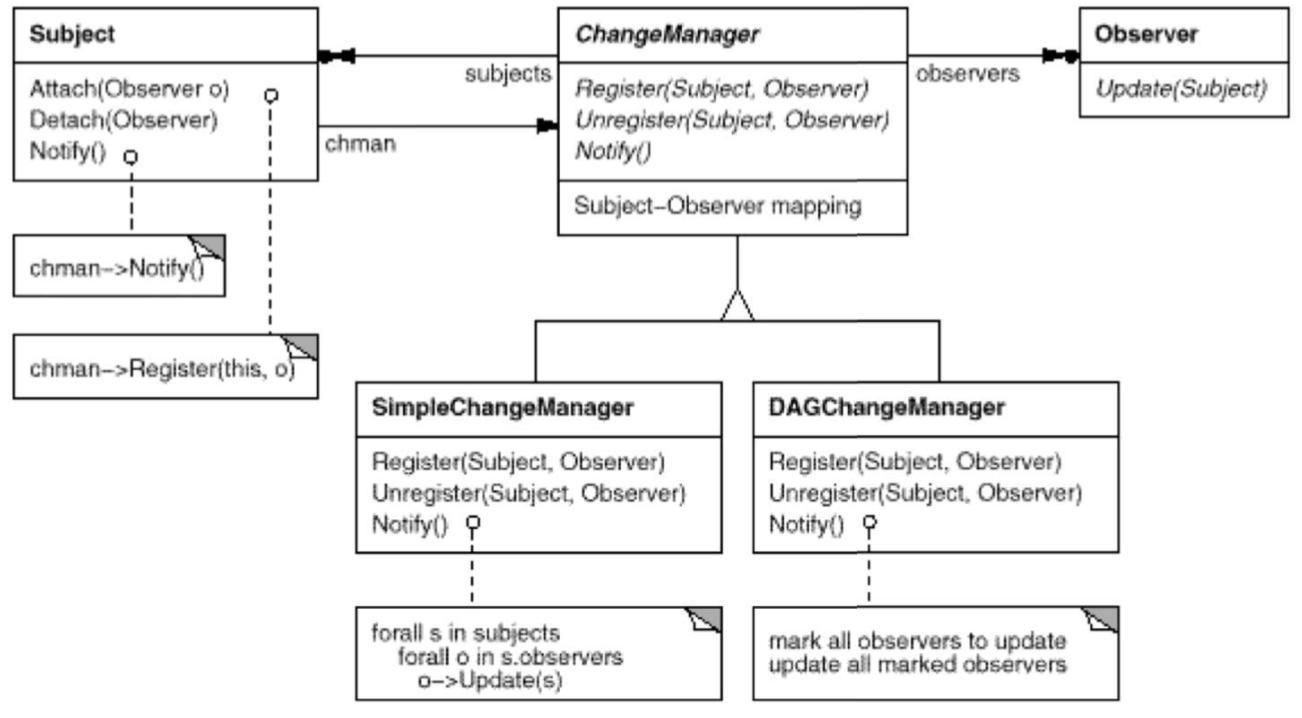 Subject
Attach(Observer o)
Detach(Observer)
Notify()
chman->Notify()
chman->Register(this, o)
subjects
chman
ChangeManager
Register(Subject, Observer)
Unregister(Subject, Observer)
Notify()
Subject-Observer mapping
observers
Observer
Update(Subject)
SimpleChangeManager
Register(Subject, Observer)
Unregister(Subject, Observer)
Notify()
forall s in subjects
forall o in s.observers
o->Update(s)
DAGChangeManager
Register(Subject, Observer)
Unregister(Subject, Observer)
Notify()
mark all observers to update
update all marked observers